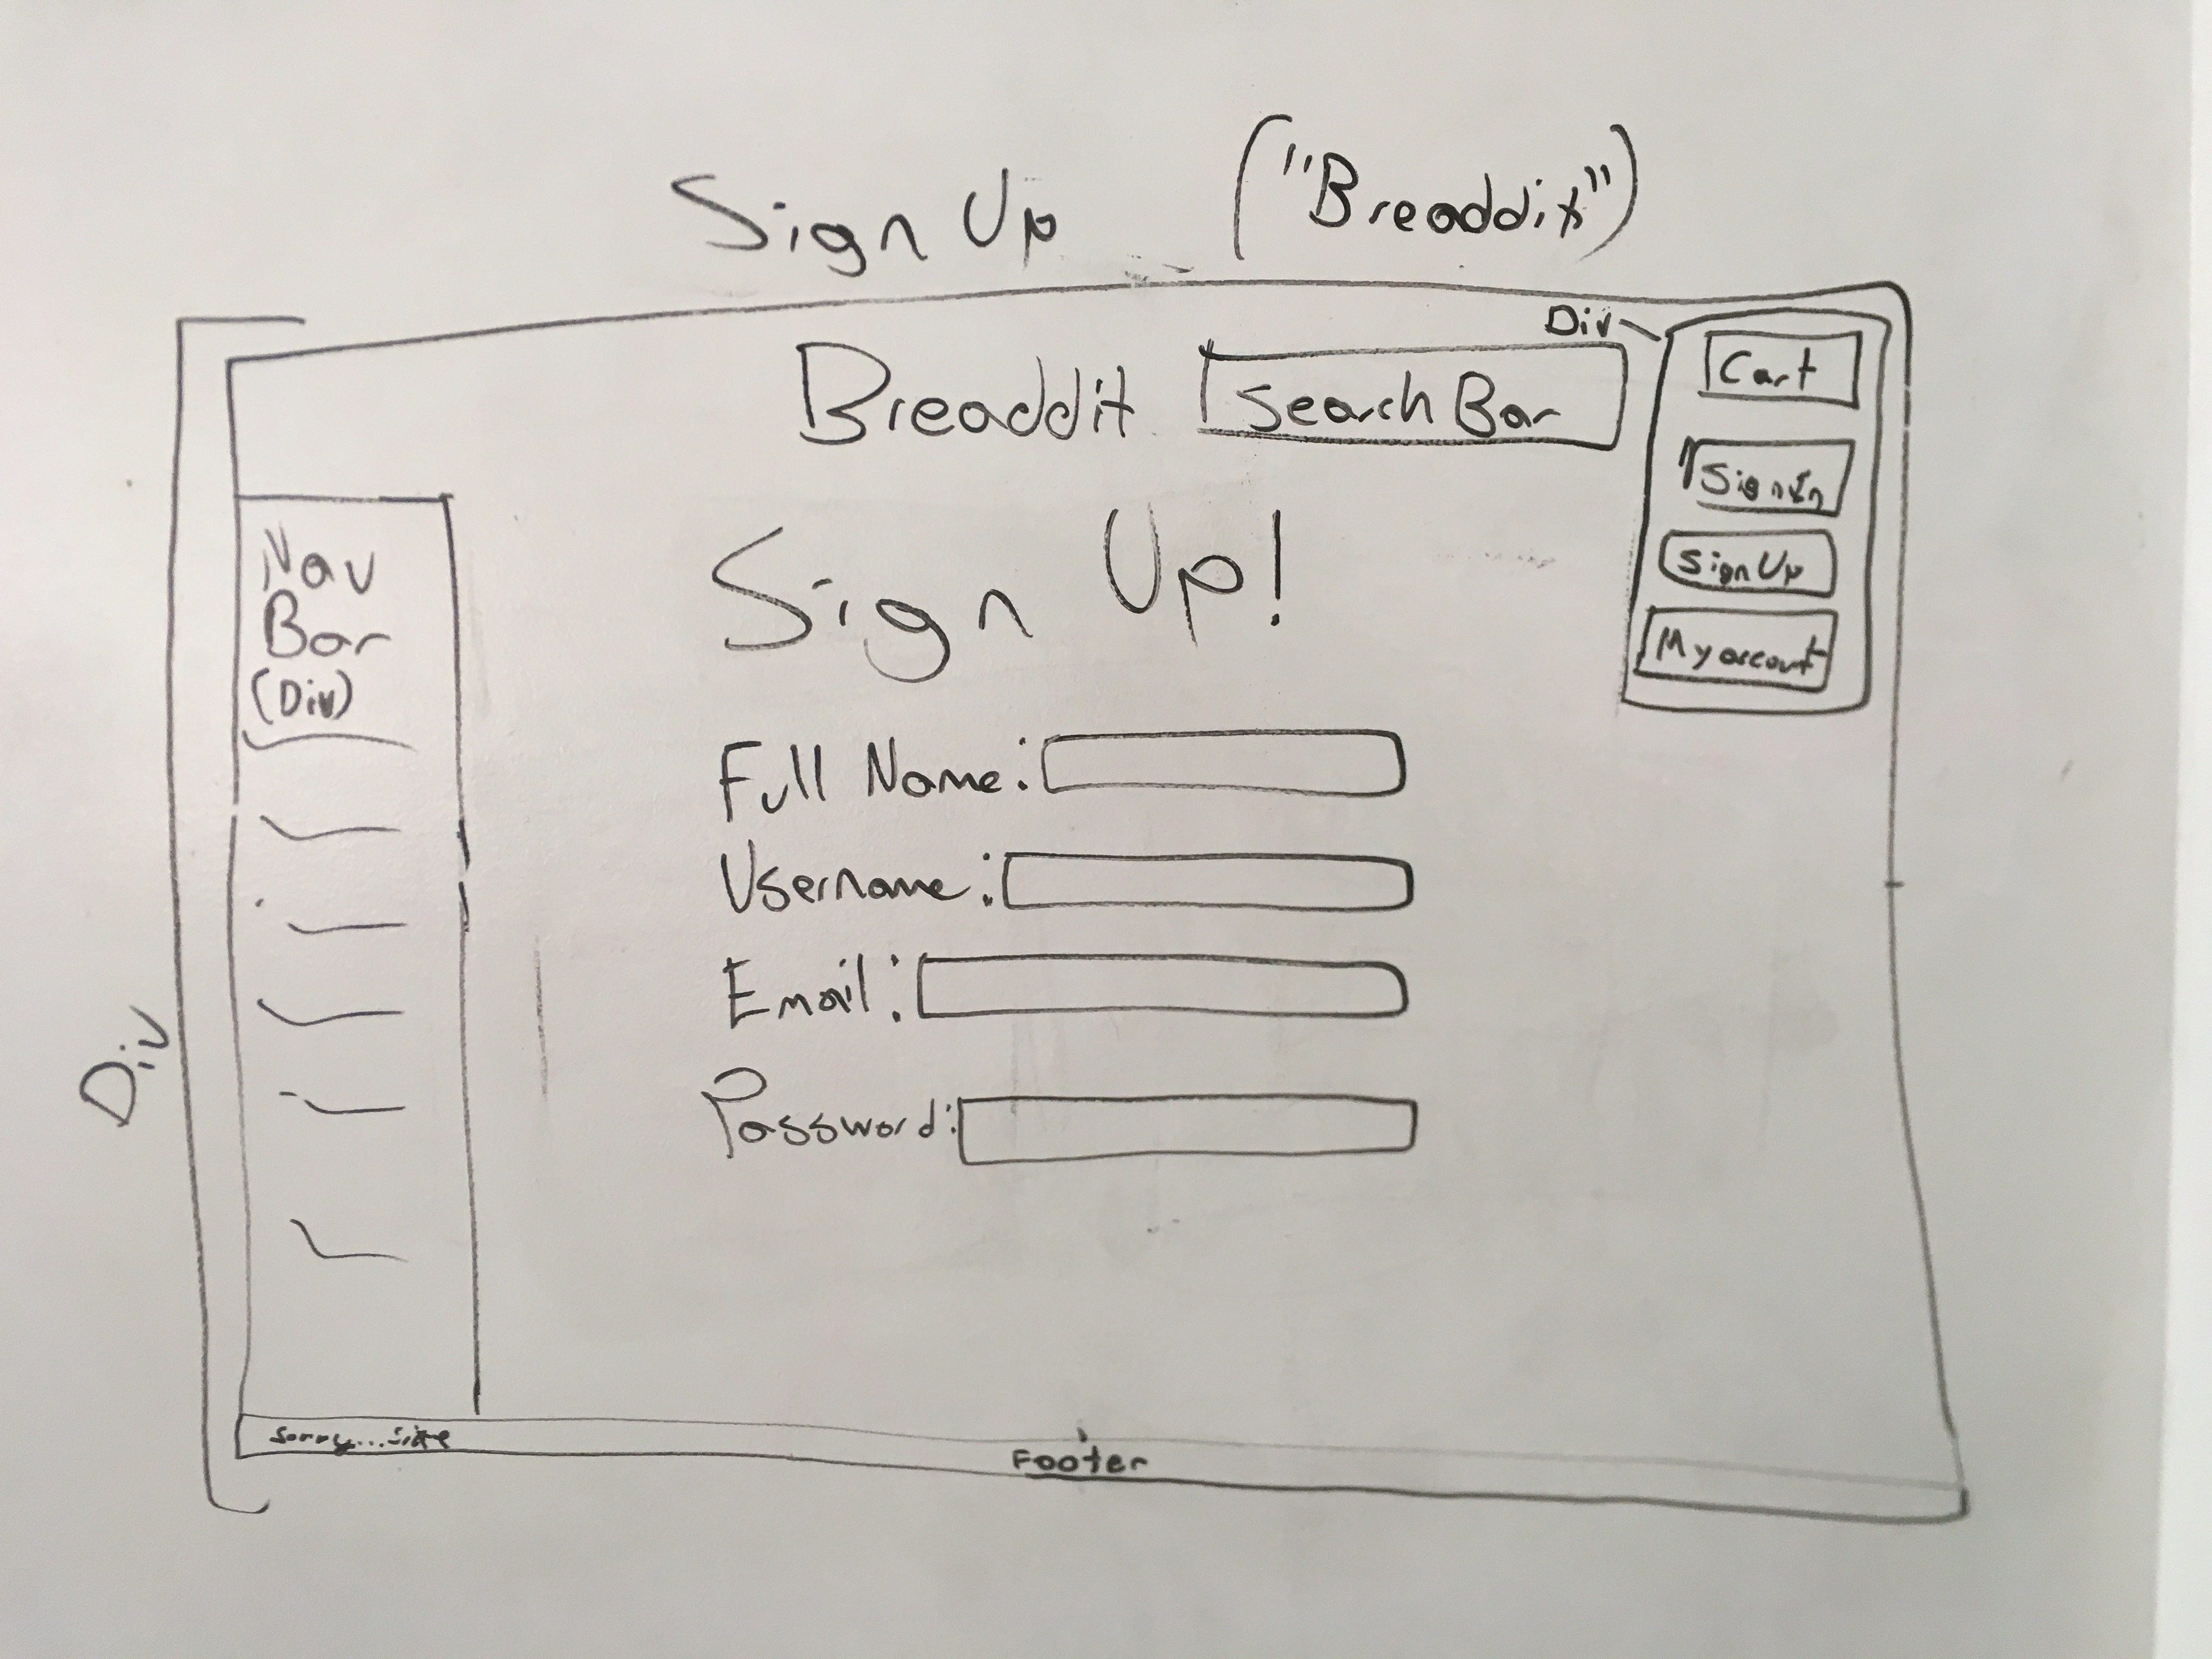 Sign Up ("Breaddit")
Div
Breaddit Search Bar
Cart
Sign In
Sign Up
My account
Nav
Bar
(Div)
Sign Up!
Full Name:
Username:
Email:
Password:
Div
Sorry...site
Footer